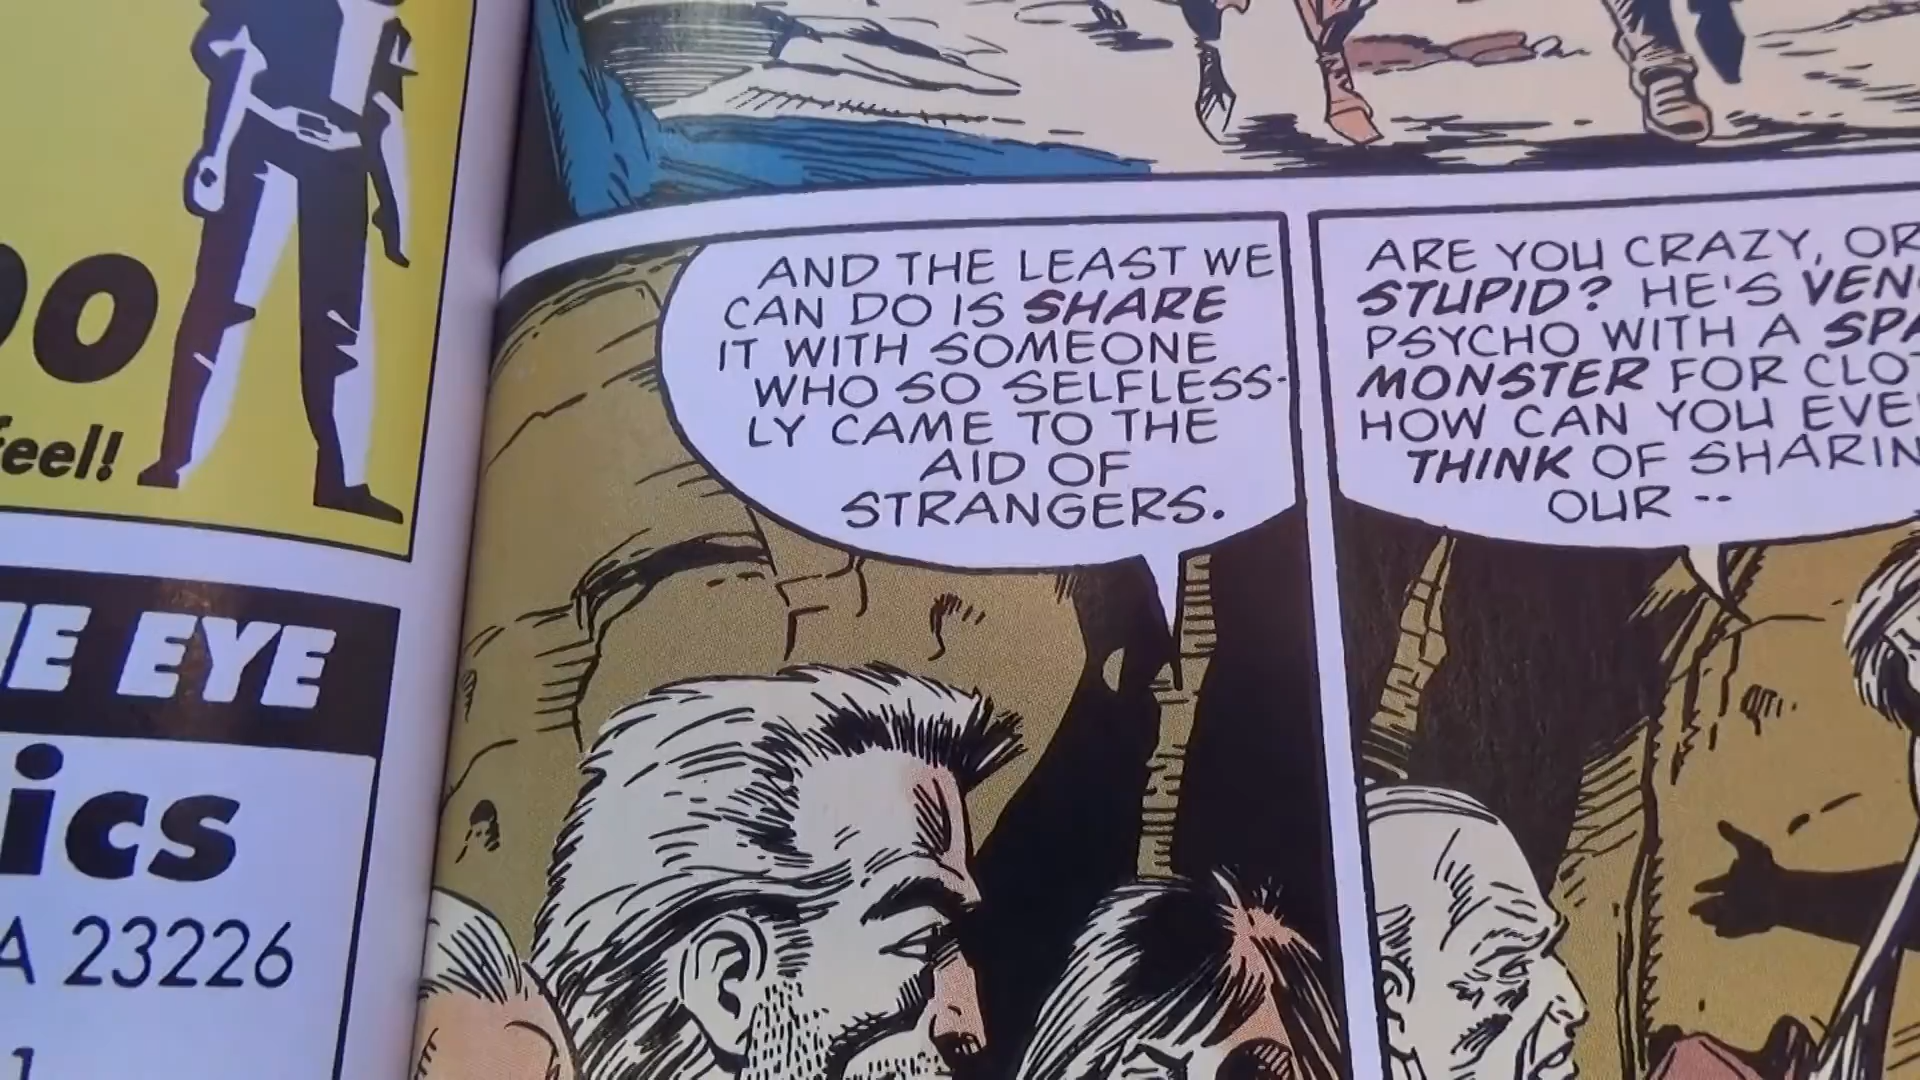 feel!
EYE
ics
A 23226
1
AND THE LEAST WE
CAN DO IS SHARE
IT WITH SOMEONE
WHO SO SELFLESS-
LY CAME TO THE
AID OF
STRANGERS.
ARE YOU CRAZY, OR
STUPID? HE'S
PSYCHO WITH A
MONSTER FOR
HOW CAN YOU
THINK OF
OUR --